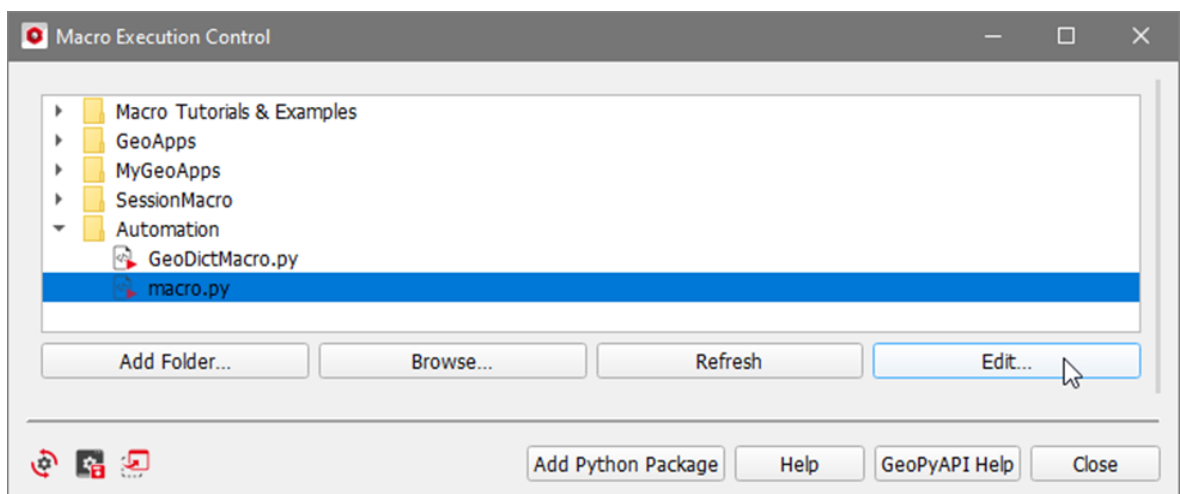 Macro Execution Control
Macro Tutorials & Examples
GeoApps
MyGeoApps
SessionMacro
Automation
GeoDictMacro.py
macro.py
Add Folder... Browse... Refresh Edit...
Add Python Package Help GeoPyAPI Help Close